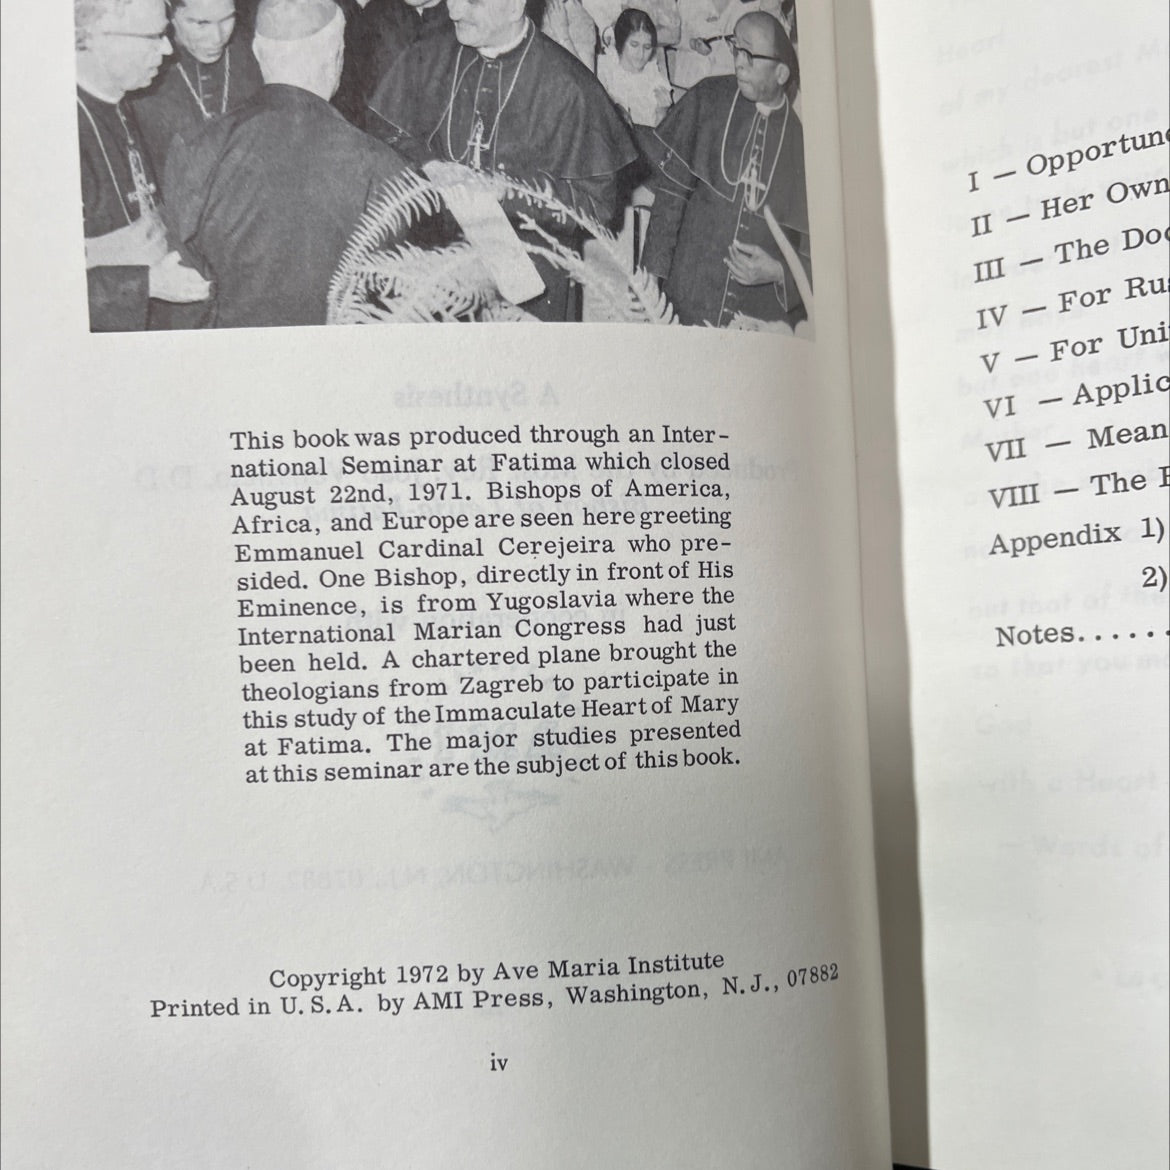 This book was produced through an Inter-
national Seminar at Fatima which closed
August 22nd, 1971. Bishops of America,
Africa, and Europe are seen here greeting
Emmanuel Cardinal Cerejeira who pre-
sided. One Bishop, directly in front of His
Eminence, is from Yugoslavia where the
International Marian Congress had just
been held. A chartered plane brought the
theologians from Zagreb to participate in
this study of the Immaculate Heart of Mary
at Fatima. The major studies presented
at this seminar are the subject of this book.
Copyright 1972 by Ave Maria Institute
Printed in U.S.A. by AMI Press, Washington, N.J., 07882
iv
I — Opportun
II — Her Own
III — The Doc
IV — For Rus
V — For Uni
VI — Applic
VII — Mean
VIII — The
Appendix 1)
2)
Notes......